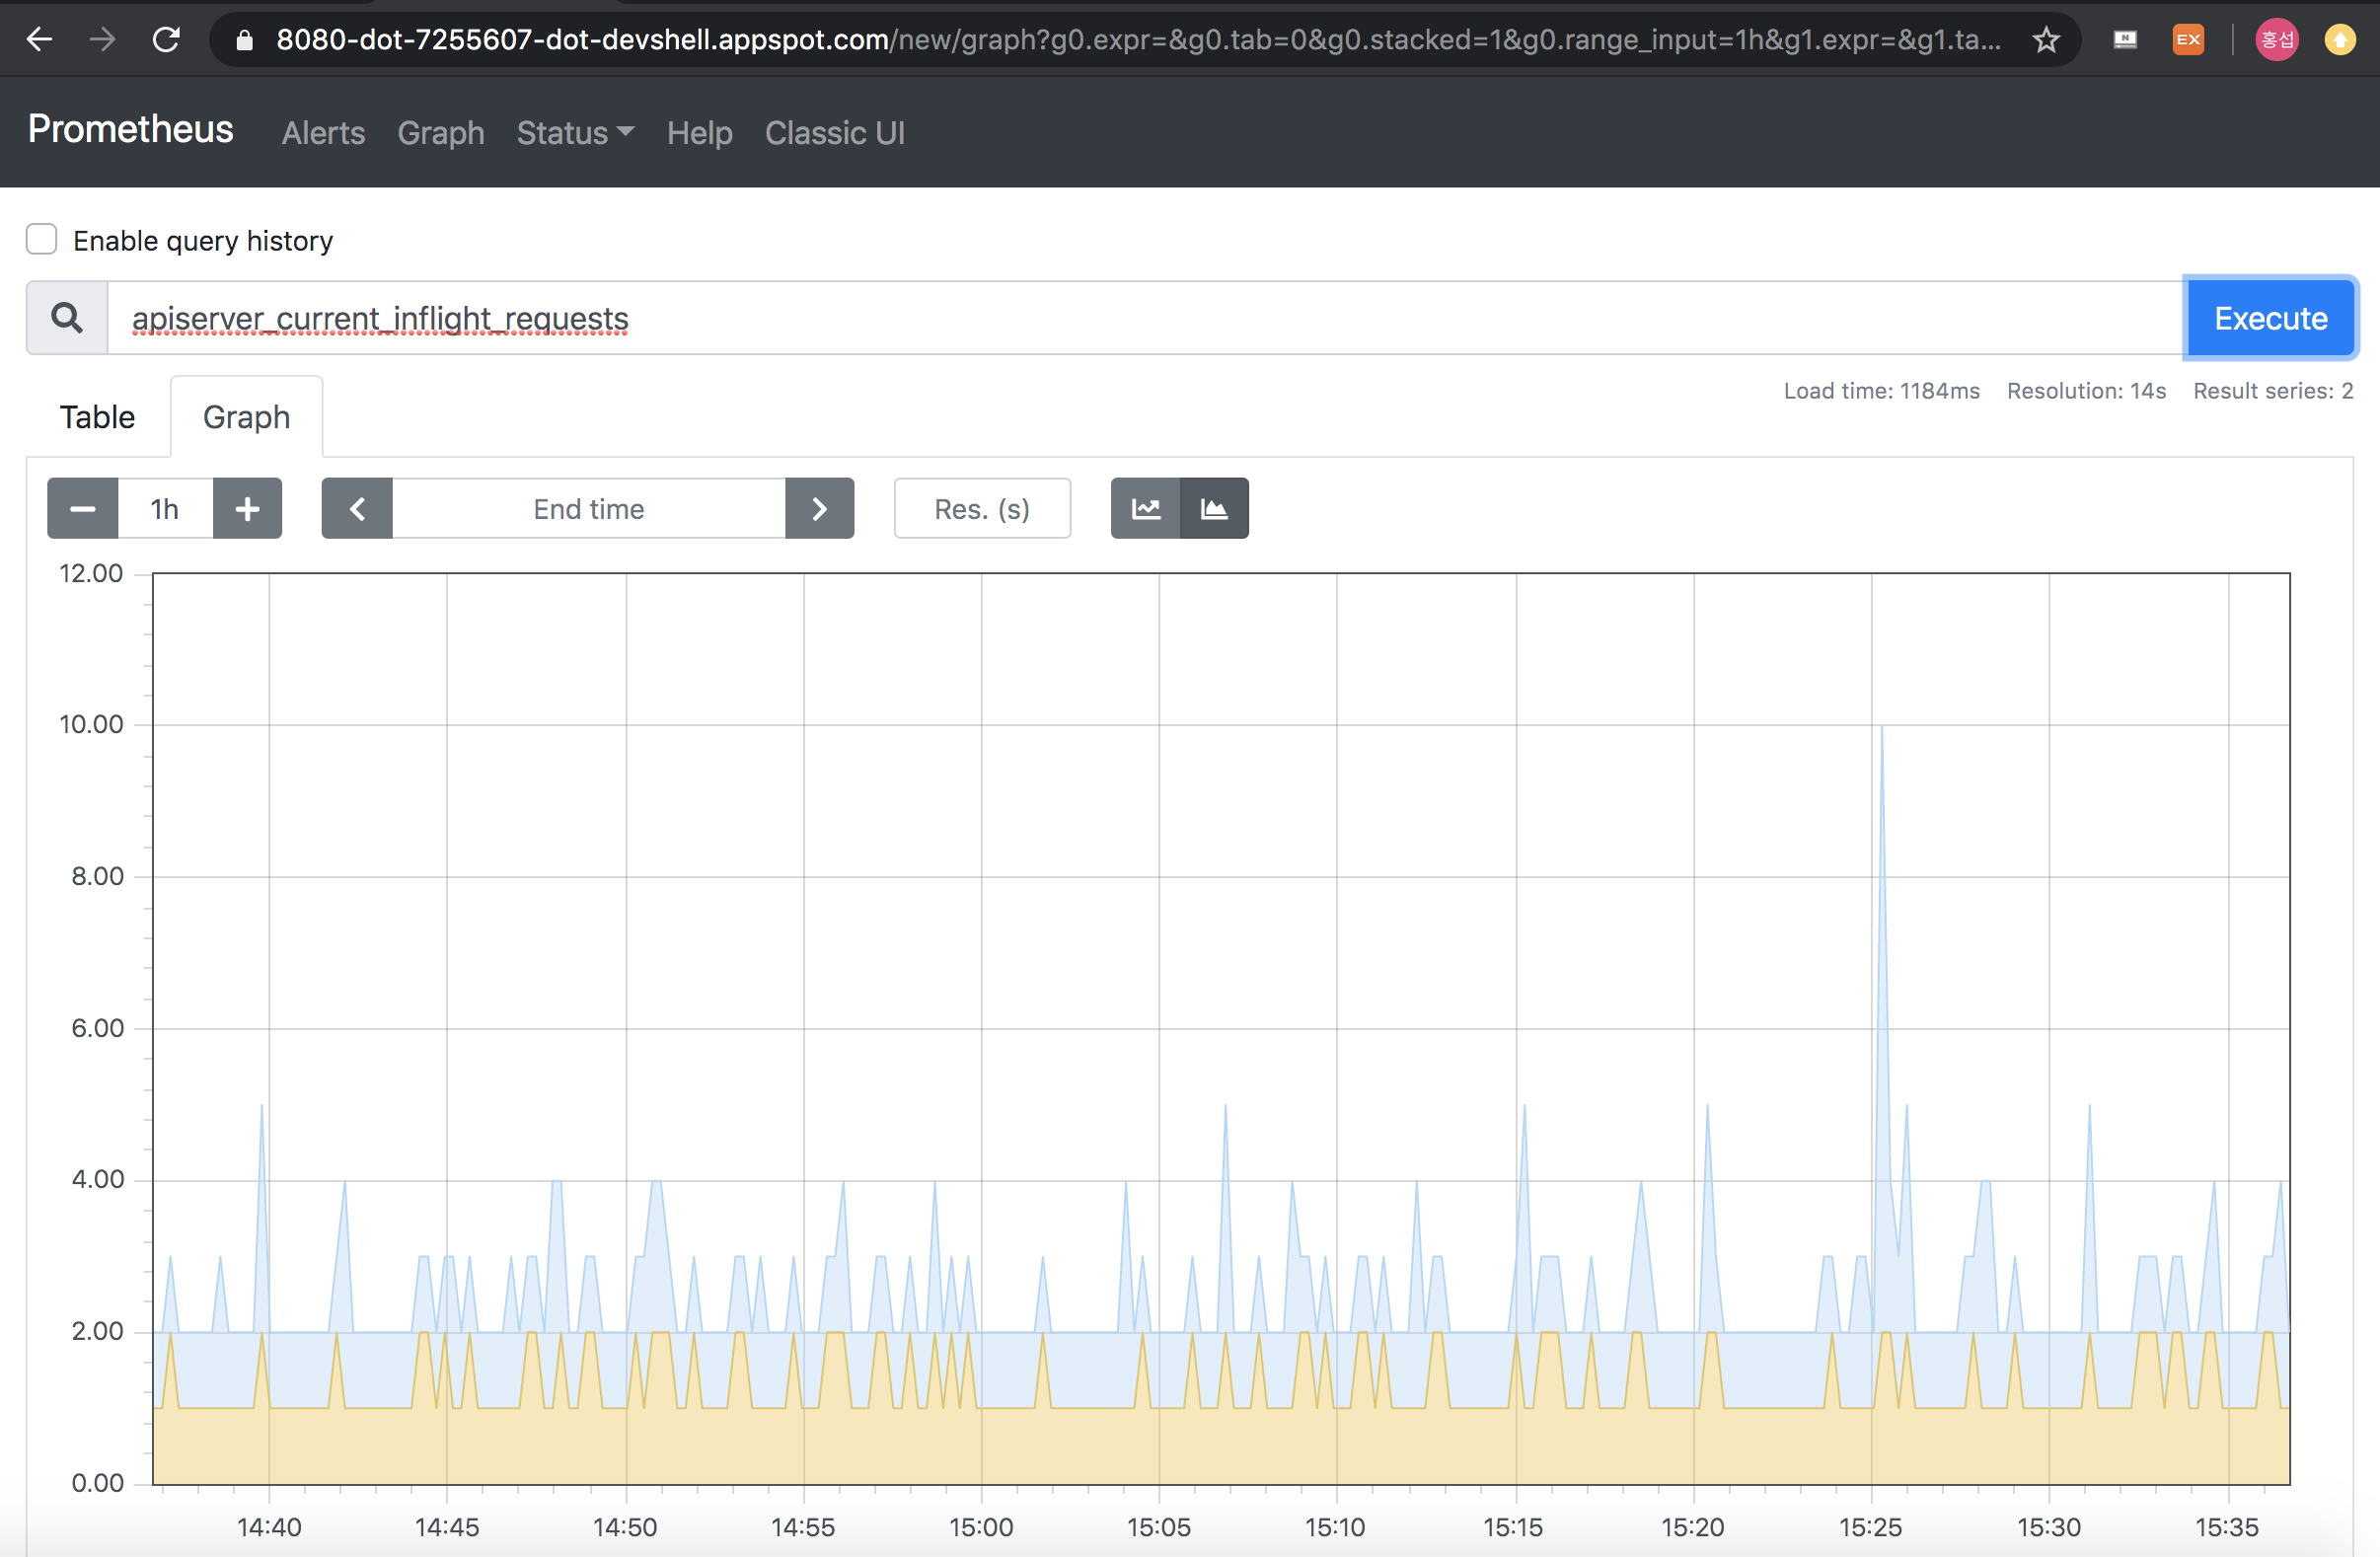 8080-dot-7255607-dot-devshell.appspot.com/new/graph?g0.expr=&g0.tab=0&g0.stacked=1&g0.range_input=1h&g1.expr=&g1.ta...
N
EX
홍섭
Prometheus Alerts Graph Status Help Classic UI
Enable query history
apiserver_current_inflight_requests
Execute
Load time: 1184ms Resolution: 14s Result series: 2
Table Graph
1h
End time
Res. (s)
12.00
10.00
8.00
6.00
4.00
2.00
0.00
14:40 14:45 14:50 14:55 15:00 15:05 15:10 15:15 15:20 15:25 15:30 15:35